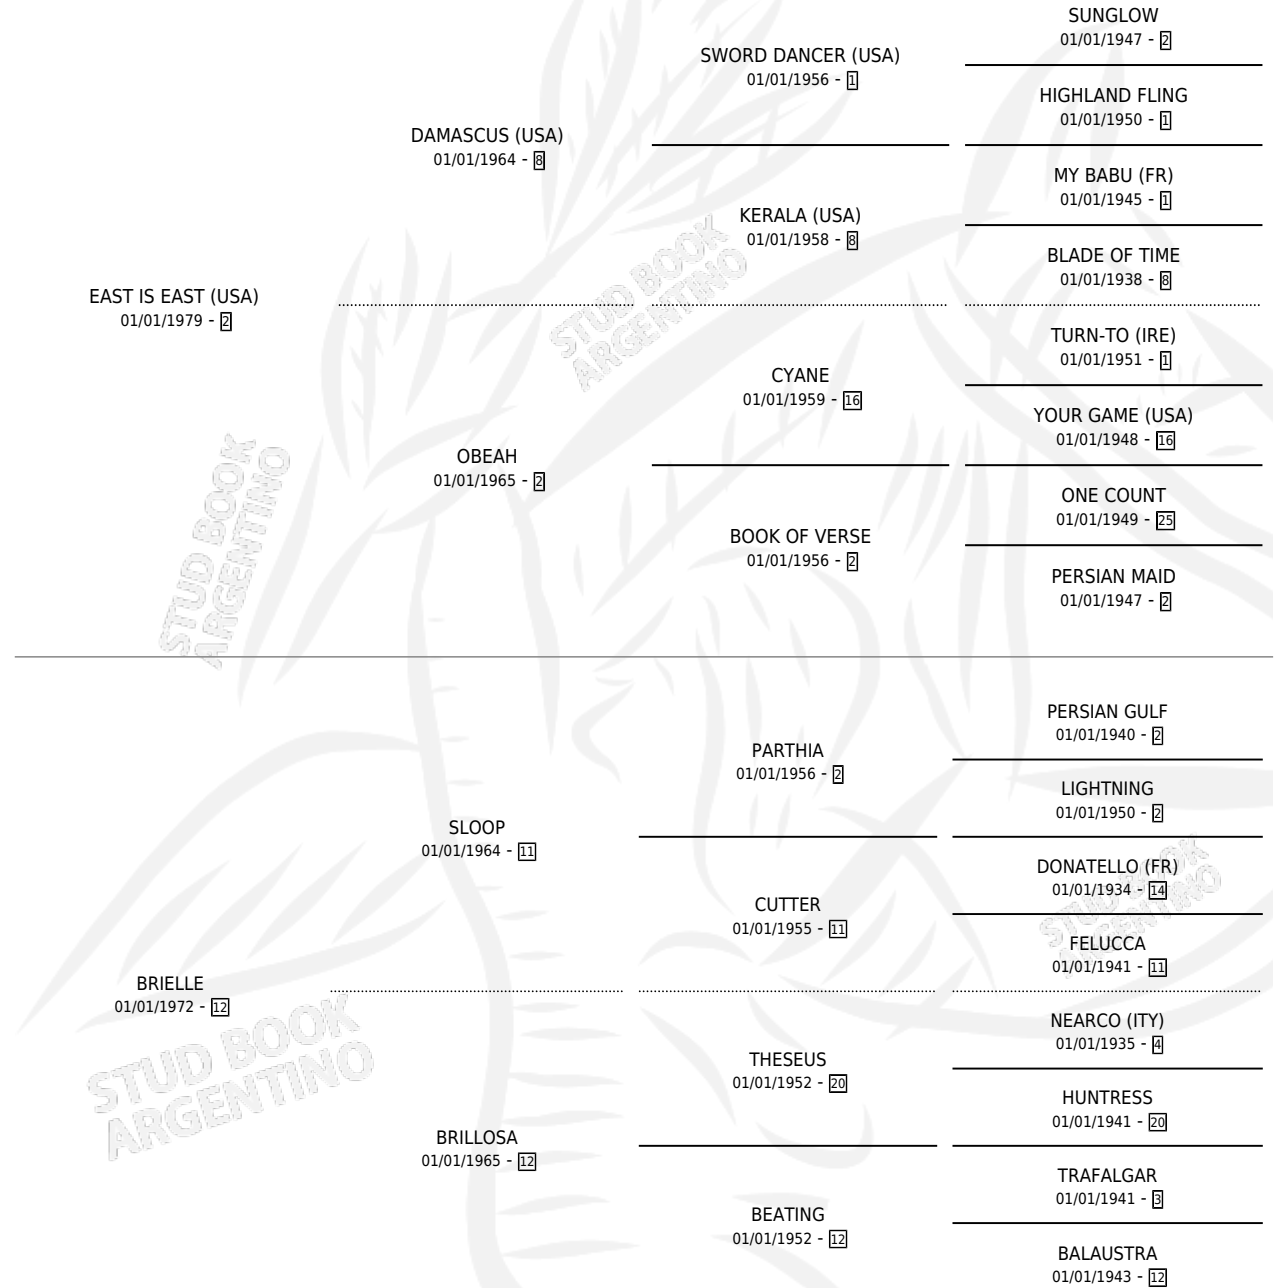 SUNGLOW
01/01/1947 - 2
SWORD DANCER (USA)
01/01/1956 - 1
HIGHLAND FLING
01/01/1950 - 1
DAMASCUS (USA)
01/01/1964 - 8
MY BABU (FR)
01/01/1945 - 1
KERALA (USA)
01/01/1958 - 8
BLADE OF TIME
01/01/1938 - 8
EAST IS EAST (USA)
01/01/1979 - 2
STUD BOOK
ARGENTINO
TURN-TO (IRE)
01/01/1951 - 1
CYANE
01/01/1959 - 16
YOUR GAME (USA)
01/01/1948 - 16
OBEAH
01/01/1965 - 2
ONE COUNT
01/01/1949 - 25
BOOK OF VERSE
01/01/1956 - 2
PERSIAN MAID
01/01/1947 - 2
STUD BOOK
ARGENTINO
PERSIAN GULF
01/01/1940 - 2
PARTHIA
01/01/1956 - 2
LIGHTNING
01/01/1950 - 2
SLOOP
01/01/1964 - 11
DONATELLO (FR)
01/01/1934 - 14
CUTTER
01/01/1955 - 11
STUD BOOK
ARGENTINO
FELUCCA
01/01/1941 - 11
BRIELLE
01/01/1972 - 12
NEARCO (ITY)
01/01/1935 - 4
THESEUS
01/01/1952 - 20
HUNTRESS
01/01/1941 - 20
STUD BOOK
ARGENTINO
BRILLOSA
01/01/1965 - 12
TRAFALGAR
01/01/1941 - 3
BEATING
01/01/1952 - 12
BALAUSTRA
01/01/1943 - 12